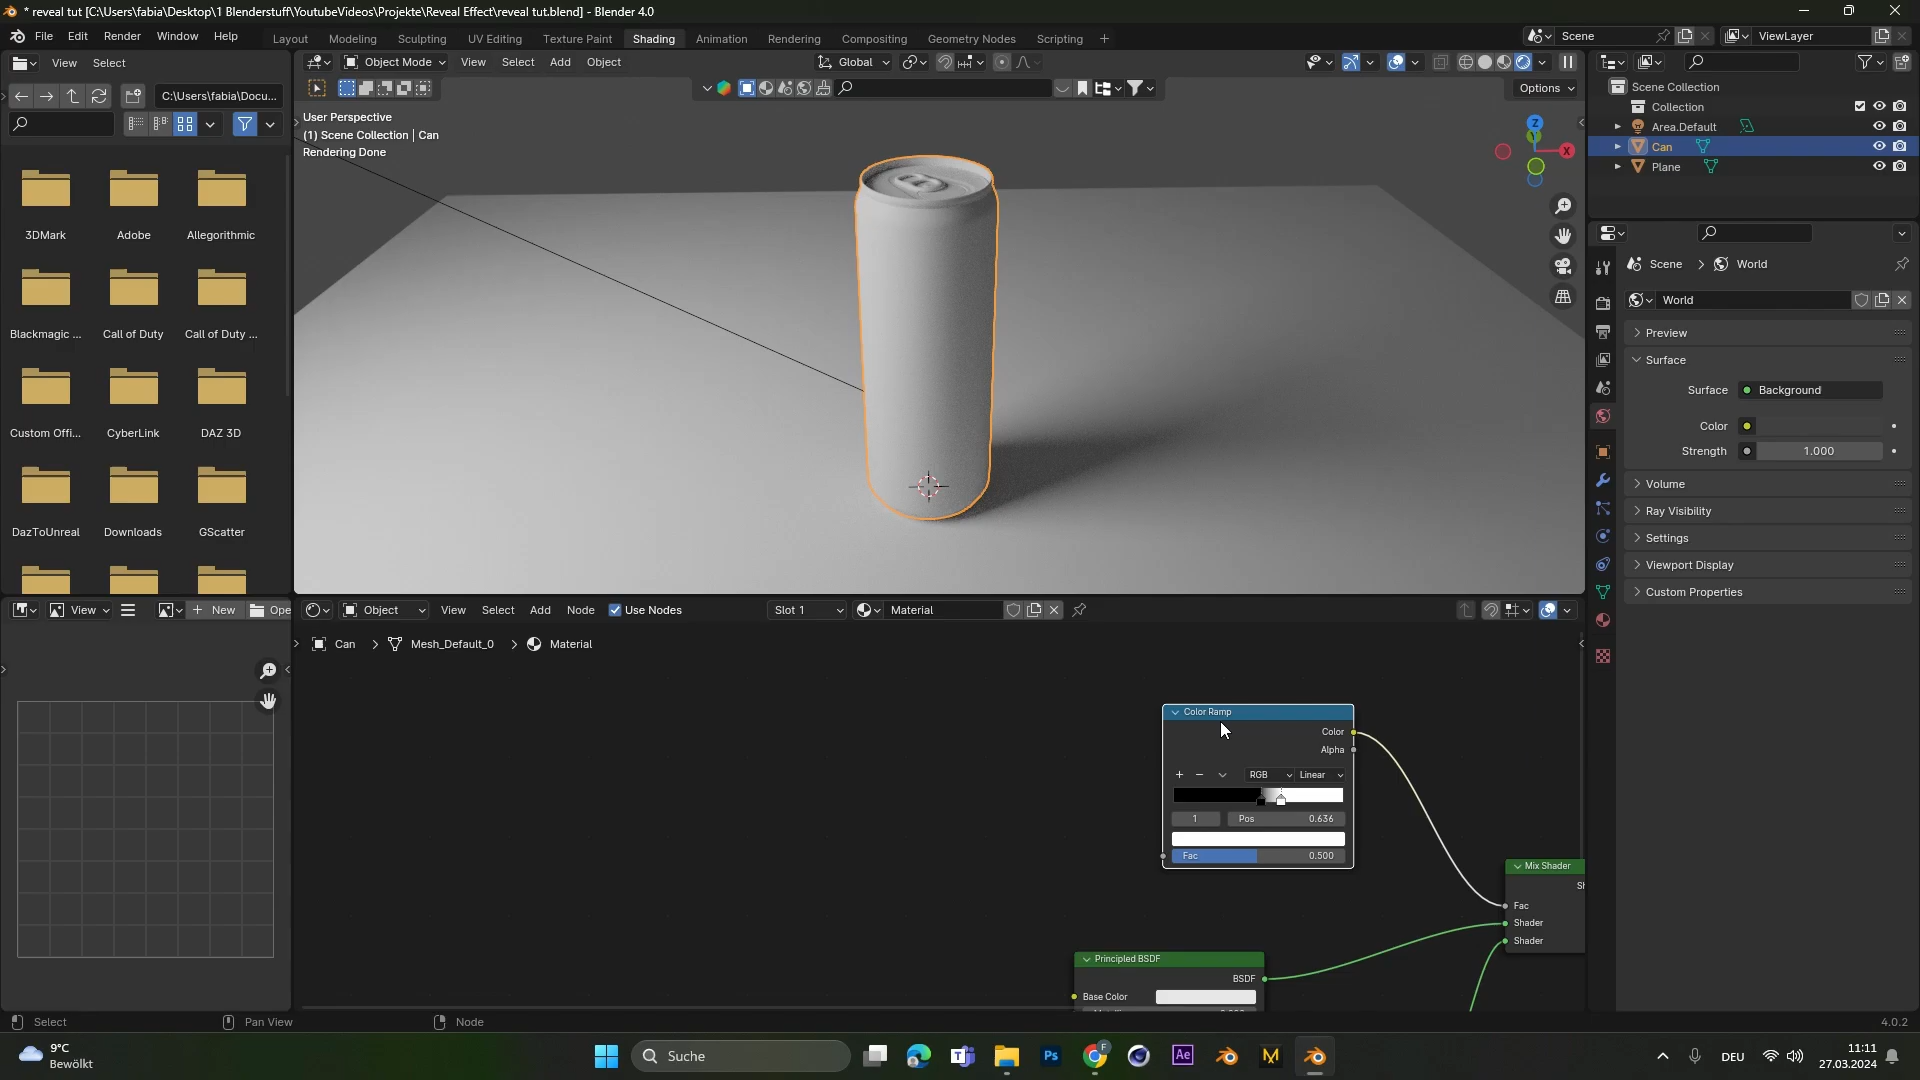 * reveal tut [C:\Users\fabia\Desktop\1 Blenderstuff\YoutubeVideos\Projekte\Reveal Effect\reveal tut.blend] - Blender 4.0
File Edit Render Window Help
Layout Modeling Sculpting UV Editing Texture Paint Shading Animation Rendering Compositing Geometry Nodes Scripting
Scene
ViewLayer
View Select
Object Mode View Select Add Object
Global
C:\Users\fabia\Docu...
Options
User Perspective
(1) Scene Collection | Can
Rendering Done
Z
Y
X
3DMark Adobe Allegorithmic
Blackmagic ... Call of Duty Call of Duty ...
Custom Offi... CyberLink DAZ 3D
DazToUnreal Downloads GScatter
Scene Collection
Collection
Area.Default
Can
Plane
Scene > World
World
Preview
Surface
Surface Background
Color
Strength 1.000
Volume
Ray Visibility
Settings
Viewport Display
Custom Properties
View New Ope
Object View Select Add Node Use Nodes Slot 1 Material
Can > Mesh_Default_0 > Material
Color Ramp
Color
Alpha
RGB Linear
1 Pos 0.636
Fac 0.500
Mix Shader
Sh
Fac
Shader
Shader
Principled BSDF
BSDF
Base Color
Select Pan View Node
4.0.2
9°C
Bewölkt
Suche
Ps
F
Ae
M
DEU
11:11
27.03.2024